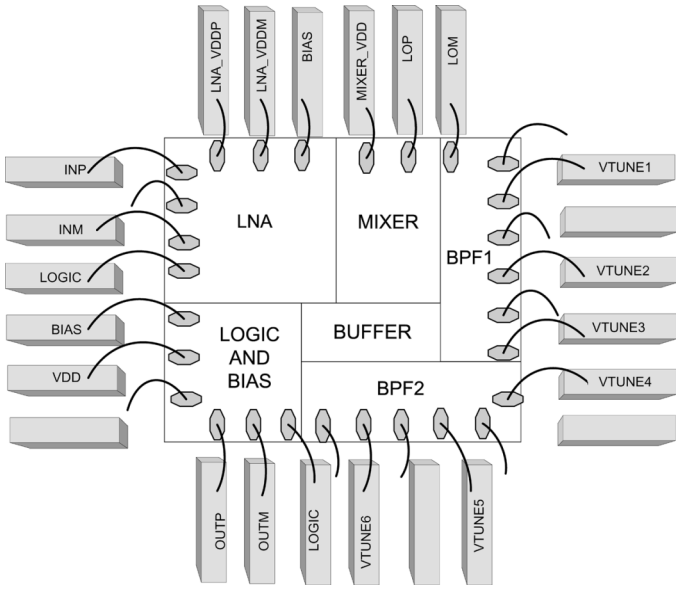 LNA_VDDP
LNA_VDDM
BIAS
MIXER_VDD
LOP
LOM
INP
INM
LOGIC
BIAS
VDD
LNA
MIXER
BPF1
LOGIC
AND
BIAS
BUFFER
BPF2
VTUNE1
VTUNE2
VTUNE3
VTUNE4
OUTP
OUTM
LOGIC
VTUNE6
VTUNE5